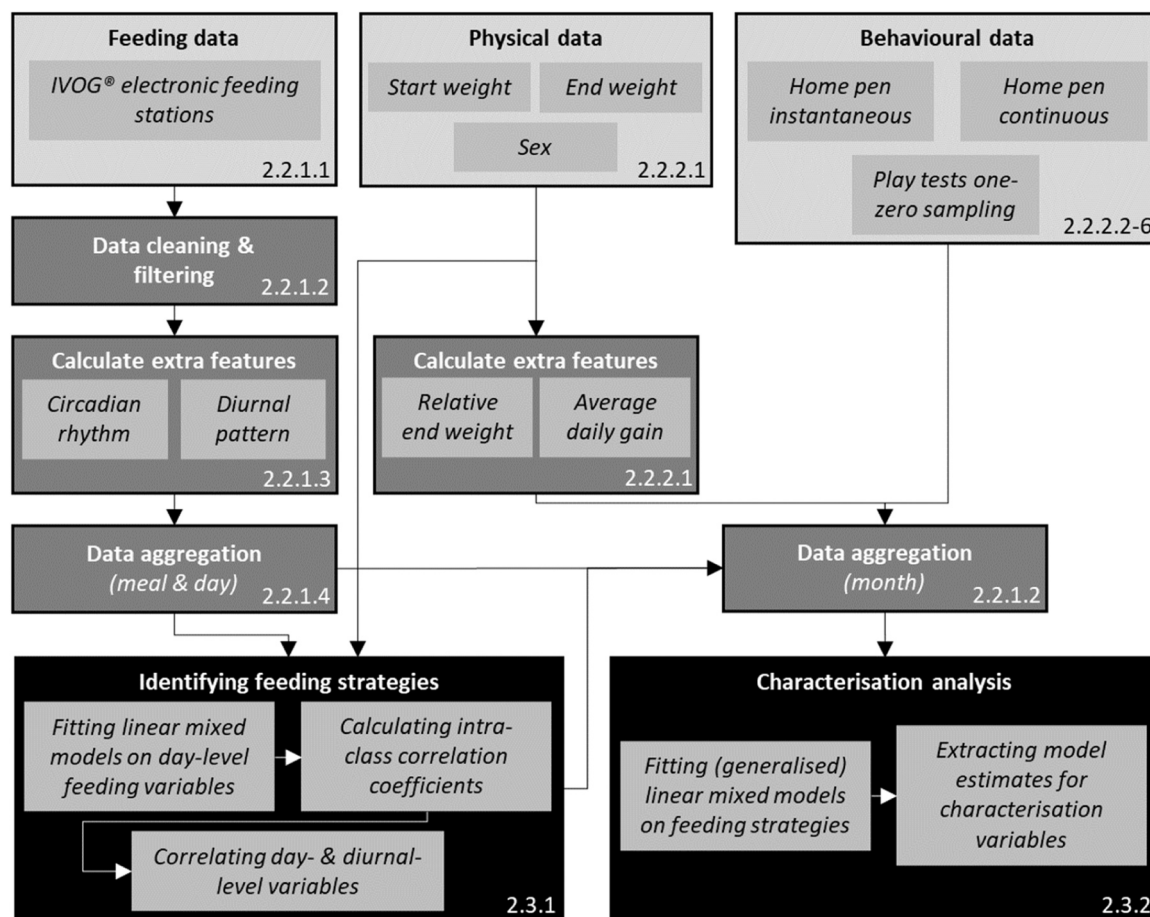 Feeding data
IVOG® electronic feeding
stations
2.2.1.1
Physical data
Start weight
End weight
Sex
2.2.2.1
Behavioural data
Home pen
instantaneous
Home pen
continuous
Play tests one-
zero sampling
2.2.2.2-6
Data cleaning &
filtering
2.2.1.2
Calculate extra features
Circadian
rhythm
Diurnal
pattern
2.2.1.3
Calculate extra features
Relative
end weight
Average
daily gain
2.2.2.1
Data aggregation
(meal & day)
2.2.1.4
Data aggregation
(month)
2.2.1.2
Identifying feeding strategies
Fitting linear mixed
models on day-level
feeding variables
Calculating intra-
class correlation
coefficients
Correlating day- & diurnal-
level variables
2.3.1
Characterisation analysis
Fitting (generalised)
linear mixed models
on feeding strategies
Extracting model
estimates for
characterisation
variables
2.3.2